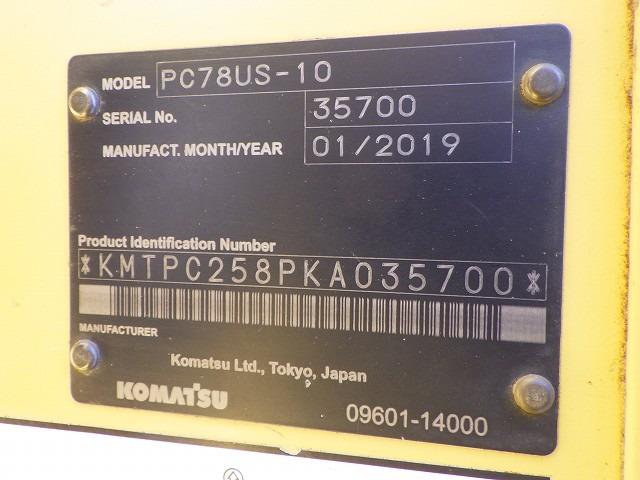 MODEL PC78US-10
SERIAL No. 35700
MANUFACT. MONTH/YEAR 01/2019
Product Identification Number
*KMTPC258PKA035700*
MANUFACTURER
Komatsu Ltd., Tokyo, Japan
KOMATSU
09601-14000